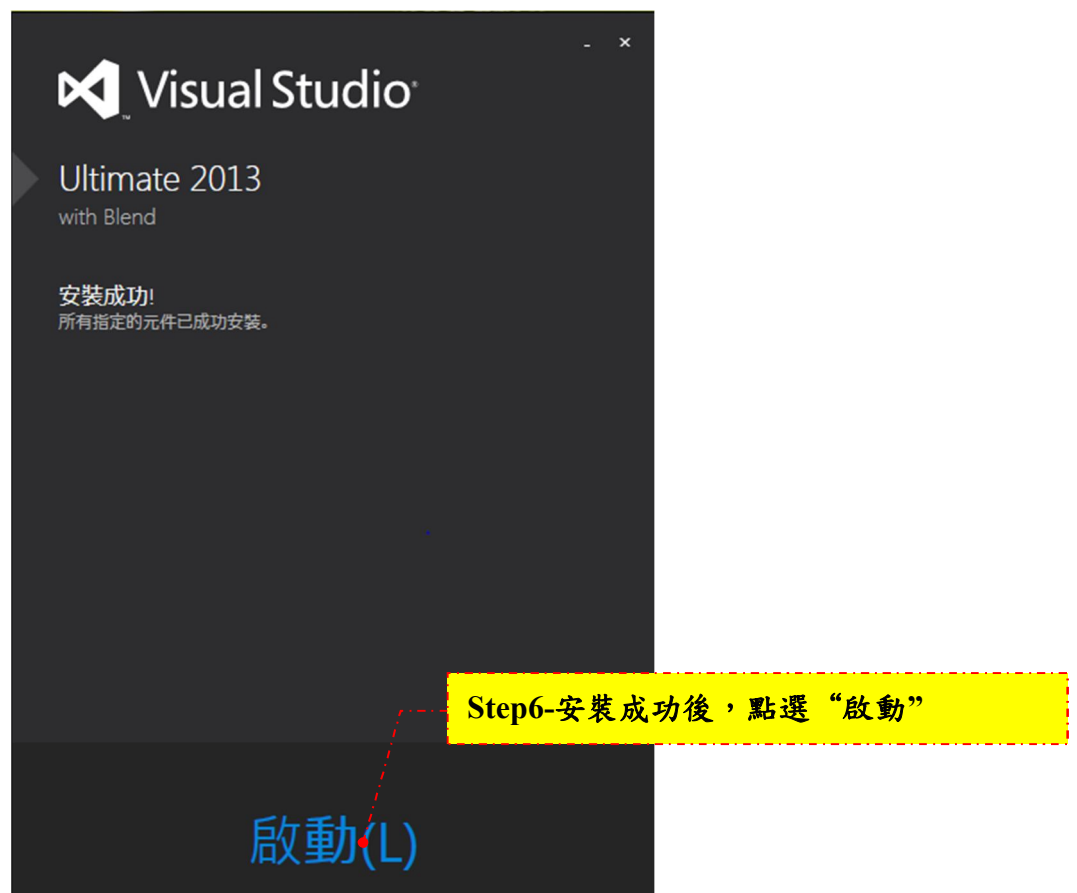 Visual Studio
Ultimate 2013
with Blend
安裝成功!
所有指定的元件已成功安裝。
Step6-安裝成功後，點選“啟動”
啟動(L)